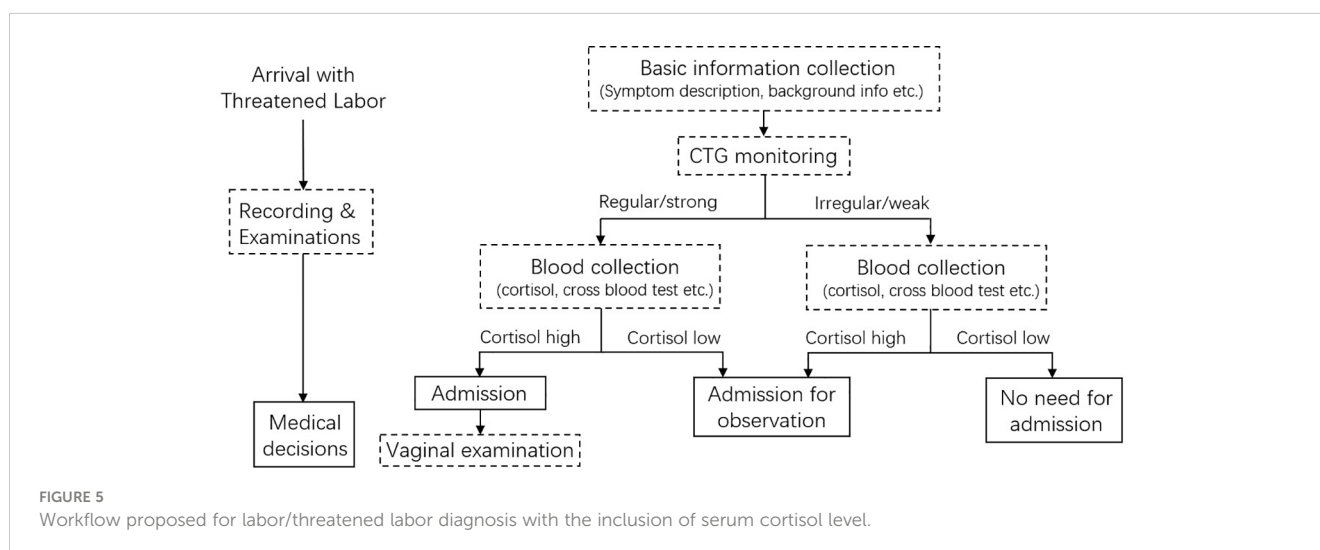 Arrival with
Threatened Labor
Recording &
Examinations
Medical
decisions
Basic information collection
(Symptom description, background info etc.)
CTG monitoring
Regular/strong
Irregular/weak
Blood collection
(cortisol, cross blood test etc.)
Blood collection
(cortisol, cross blood test etc.)
Cortisol high
Cortisol low
Cortisol high
Cortisol low
Admission
Vaginal examination
Admission for
observation
No need for
admission
FIGURE 5
Workflow proposed for labor/threatened labor diagnosis with the inclusion of serum cortisol level.